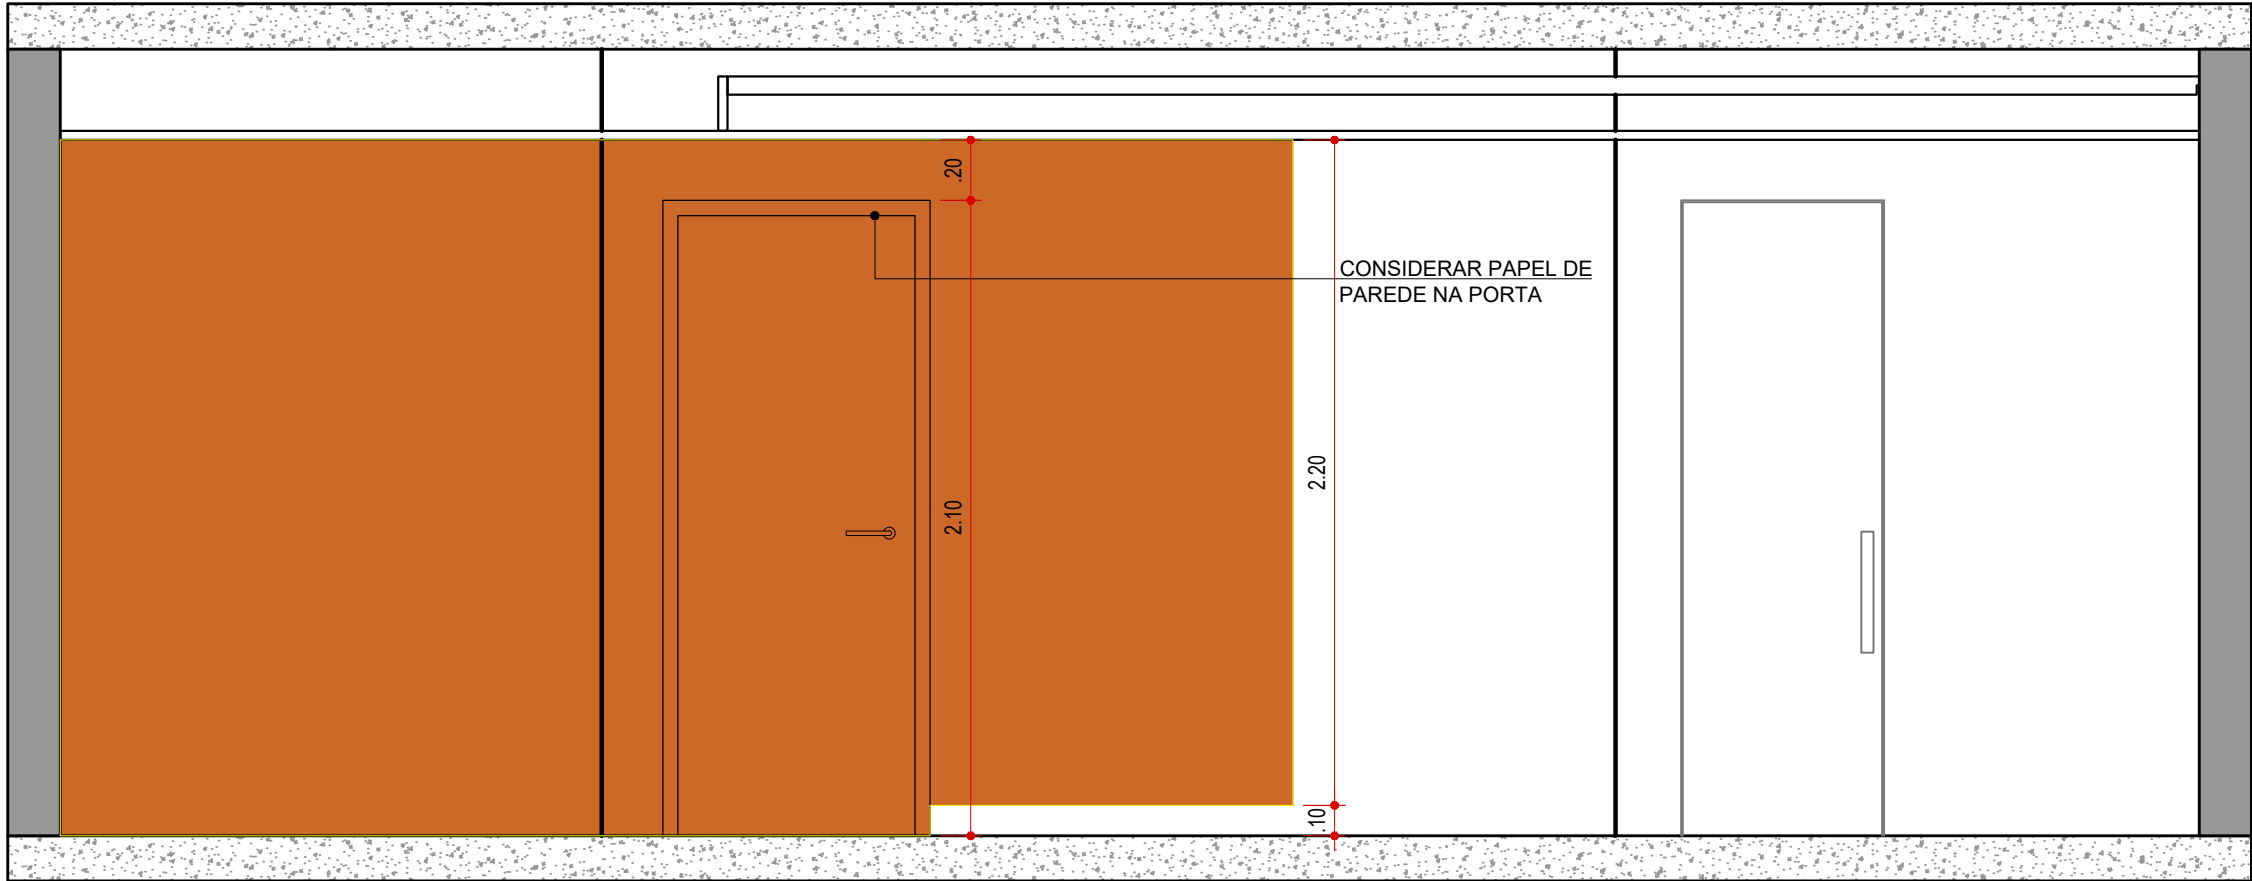 .20
CONSIDERAR PAPEL DE
PAREDE NA PORTA
2.20
2.10
.10